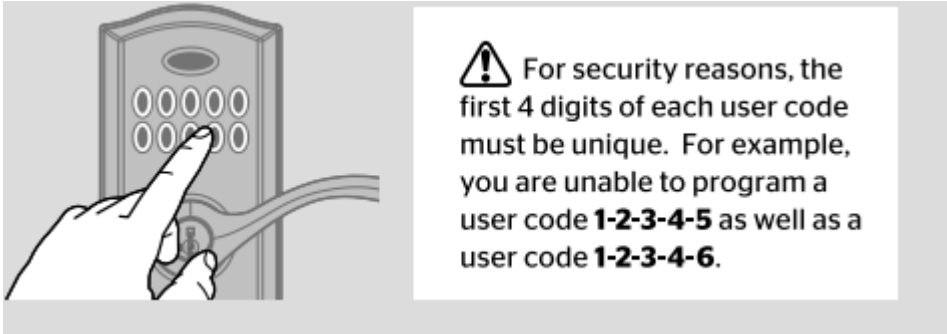 ⚠ For security reasons, the
first 4 digits of each user code
must be unique. For example,
you are unable to program a
user code 1-2-3-4-5 as well as a
user code 1-2-3-4-6.